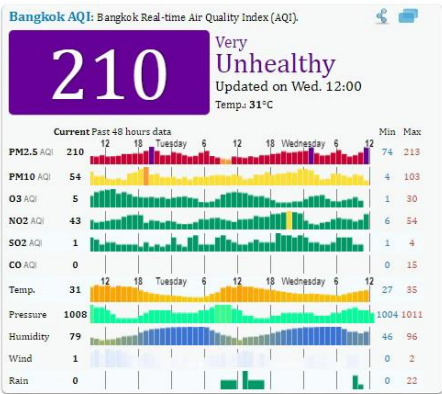 Bangkok AQI: Bangkok Real-time Air Quality Index (AQI).
210
Very
Unhealthy
Updated on Wed. 12:00
Temp.: 31°C
Current Past 48 hours data Min Max
12 18 Tuesday 6 12 18 Wednesday 6 12
PM2.5 AQI 210 74 213
PM10 AQI 54 4 103
O3 AQI 5 1 30
NO2 AQI 43 6 54
SO2 AQI 1 1 4
CO AQI 0 0 15
12 18 Tuesday 6 12 18 Wednesday 6 12
Temp. 31 27 35
Pressure 1008 1004 1011
Humidity 79 46 96
Wind 1 0 2
Rain 0 0 22